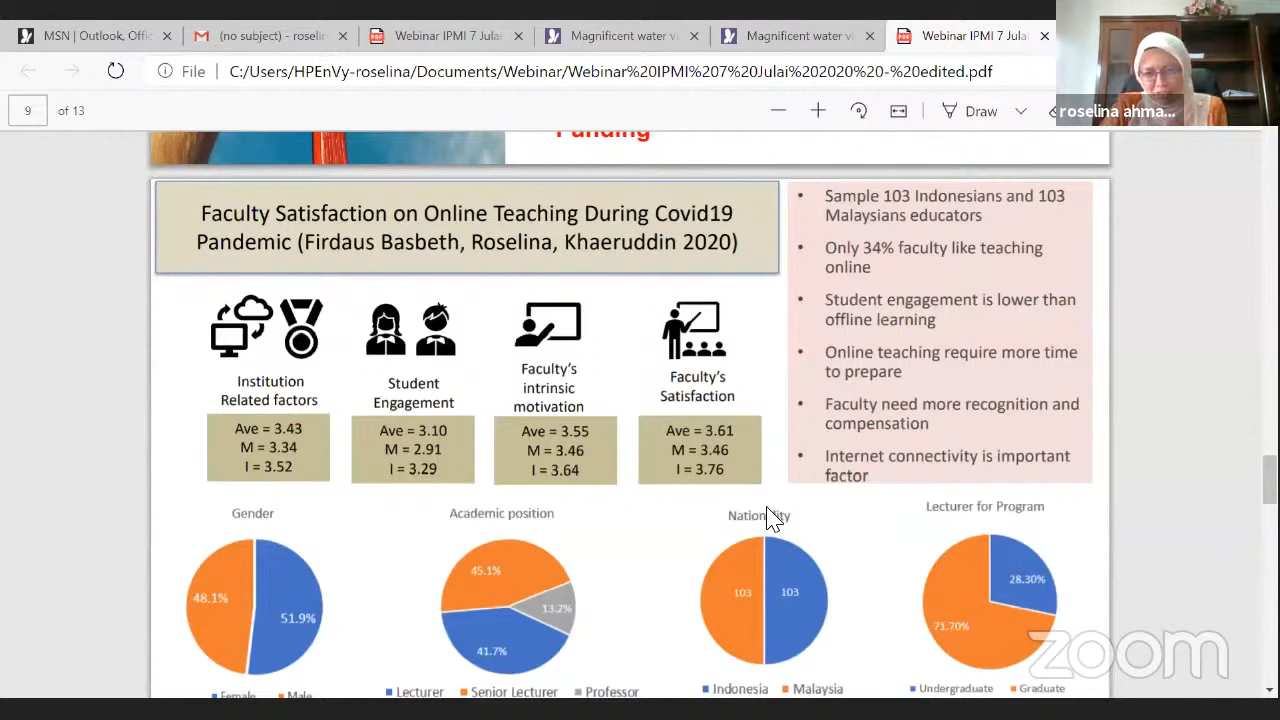 MSN | Outlook, Offi
(no subject) - roselin
Webinar IPMI 7 Julai
Magnificent water v
Magnificent water v
Webinar IPMI 7 Julai
File
C:/Users/HPEnVy-roselina/Documents/Webinar/Webinar%20IPMI%207%20Julai%202020%20-%20edited.pdf
9 of 13
Draw
roselina ahma...
Funding
Faculty Satisfaction on Online Teaching During Covid19
Pandemic (Firdaus Basbeth, Roselina, Khaeruddin 2020)
• Sample 103 Indonesians and 103
Malaysians educators
• Only 34% faculty like teaching
online
• Student engagement is lower than
offline learning
• Online teaching require more time
to prepare
• Faculty need more recognition and
compensation
• Internet connectivity is important
factor
Institution
Related factors
Ave = 3.43
M = 3.34
I = 3.52
Student
Engagement
Ave = 3.10
M = 2.91
I = 3.29
Faculty's
intrinsic
motivation
Ave = 3.55
M = 3.46
I = 3.64
Faculty's
Satisfaction
Ave = 3.61
M = 3.46
I = 3.76
Gender
48.1%
51.9%
Female Male
Academic position
45.1%
13.2%
41.7%
Lecturer Senior Lecturer Professor
Nationality
103 103
Indonesia Malaysia
Lecturer for Program
28.30%
71.70%
Undergraduate Graduate
zoom